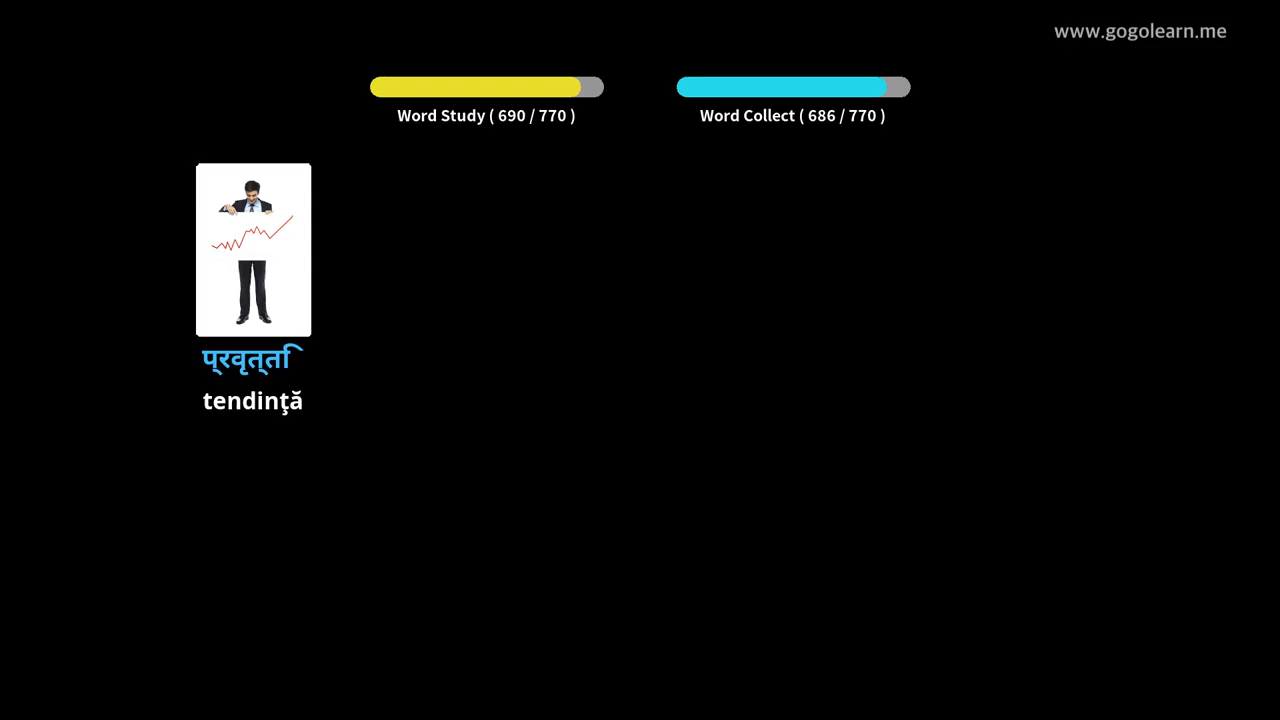 www.gogolearn.me
Word Study ( 690 / 770 )
Word Collect ( 686 / 770 )
प्रवृत्ति
tendinţă